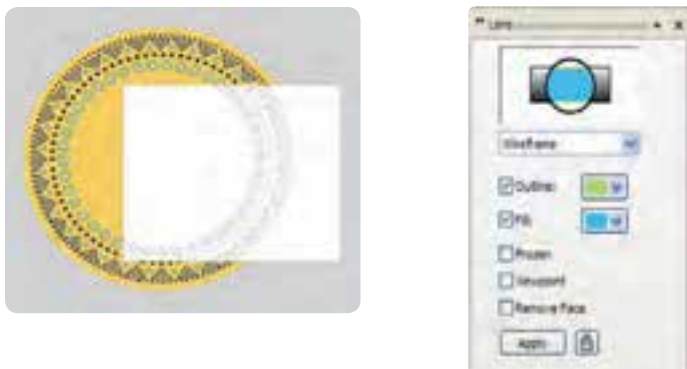 Lens
Wireframe
Outline:
Fill:
Frozen
Viewpoint
Remove Face
Apply